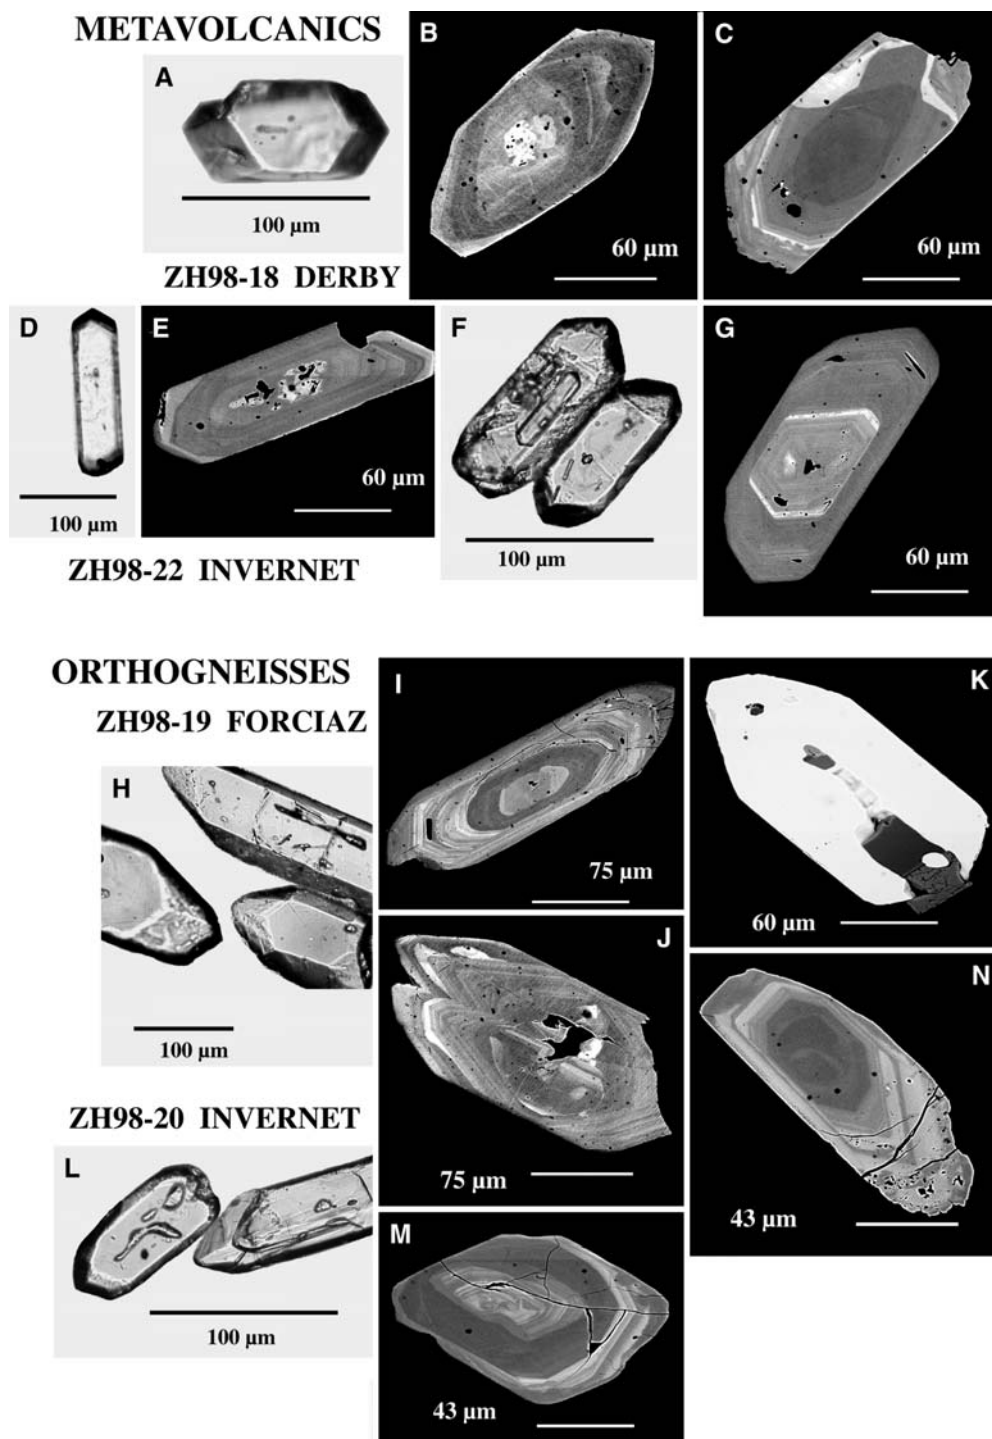 METAVOLCANICS
A
100 µm
B
60 µm
C
60 µm
ZH98-18 DERBY
D
100 µm
E
60 µm
F
100 µm
G
60 µm
ZH98-22 INVERNET
ORTHOGNEISSES
ZH98-19 FORCIAZ
H
100 µm
I
75 µm
K
60 µm
J
75 µm
N
43 µm
ZH98-20 INVERNET
L
100 µm
M
43 µm